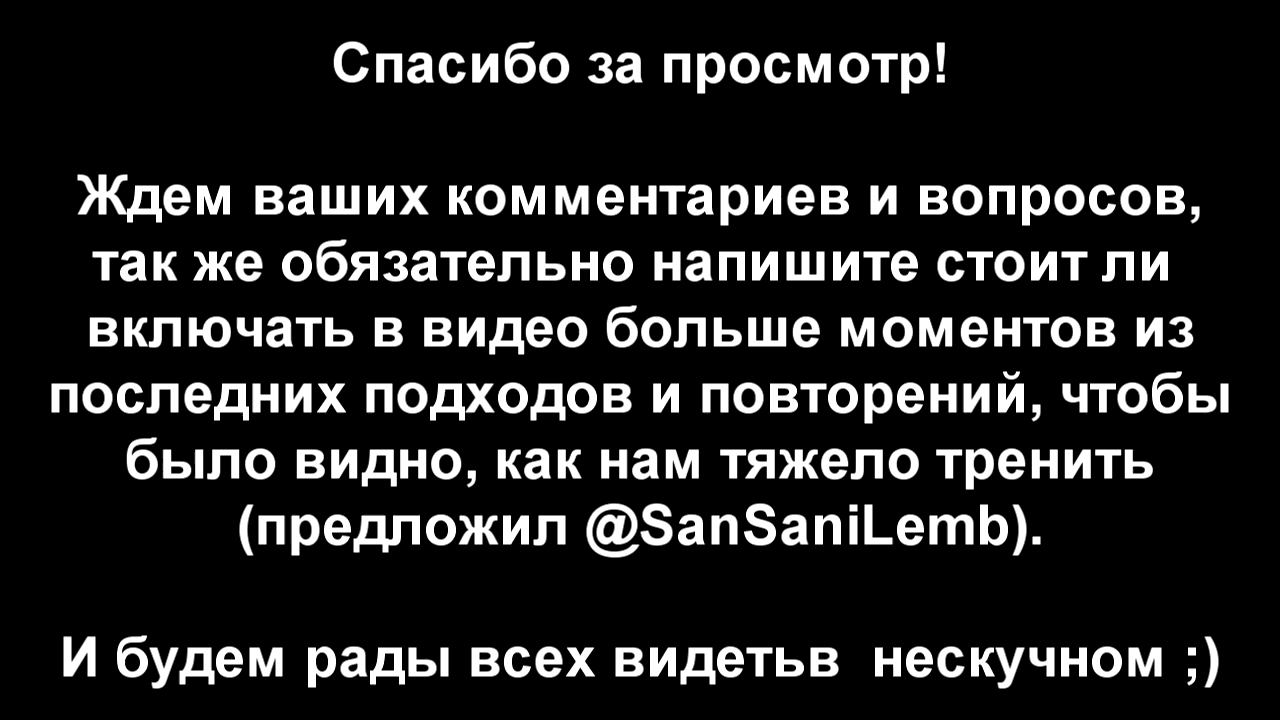 Спасибо за просмотр!
Ждем ваших комментариев и вопросов,
так же обязательно напишите стоит ли
включать в видео больше моментов из
последних подходов и повторений, чтобы
было видно, как нам тяжело тренить
(предложил @SanSaniLemb).
И будем рады всех видетьв  нескучном ;)